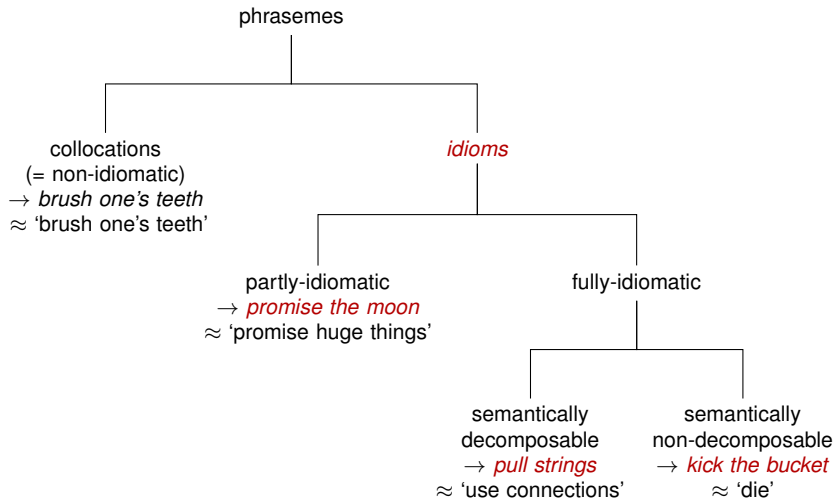 phrasemes
collocations
(= non-idiomatic)
→ brush one's teeth
≈ ‘brush one's teeth’
idioms
partly-idiomatic
→ promise the moon
≈ ‘promise huge things’
fully-idiomatic
semantically
decomposable
→ pull strings
≈ ‘use connections’
semantically
non-decomposable
→ kick the bucket
≈ ‘die’